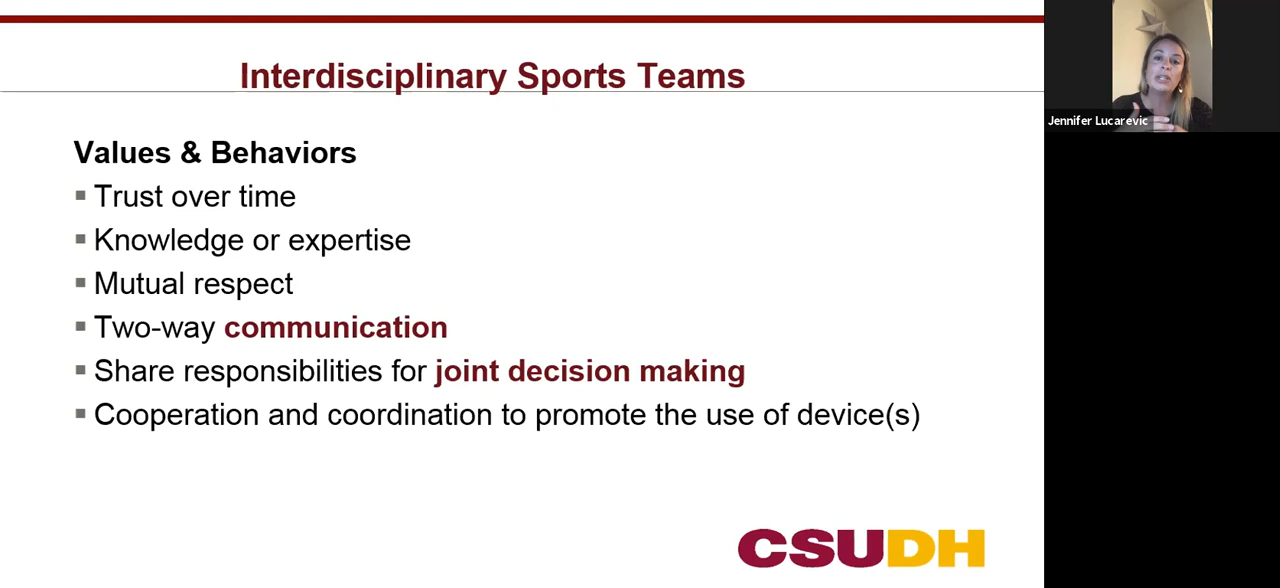 Interdisciplinary Sports Teams
Jennifer Lucarevic
Values & Behaviors
▪ Trust over time
▪ Knowledge or expertise
▪ Mutual respect
▪ Two-way communication
▪ Share responsibilities for joint decision making
▪ Cooperation and coordination to promote the use of device(s)
CSUDH